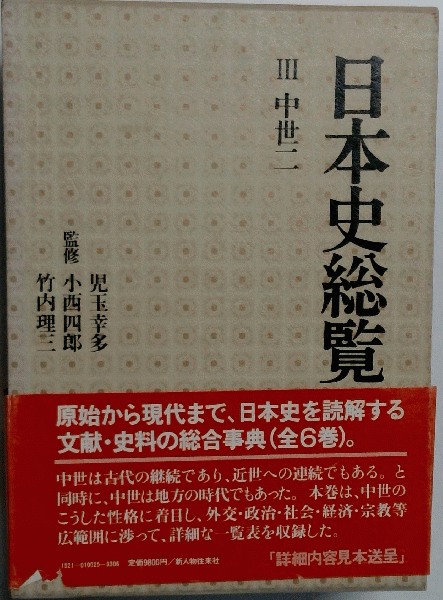 日本史総覧
III 中世二
監修
児玉幸多
小西四郎
竹内理三
原始から現代まで、日本史を読解する
文献・史料の総合事典(全6巻)。
中世は古代の継続であり、近世への連続でもある。と
同時に、中世は地方の時代でもあった。本巻は、中世の
こうした性格に着目し、外交・政治・社会・経済・宗教等
広範囲に渉って、詳細な一覧表を収録した。
定価9800円/新人物往来社
「詳細内容見本送呈」